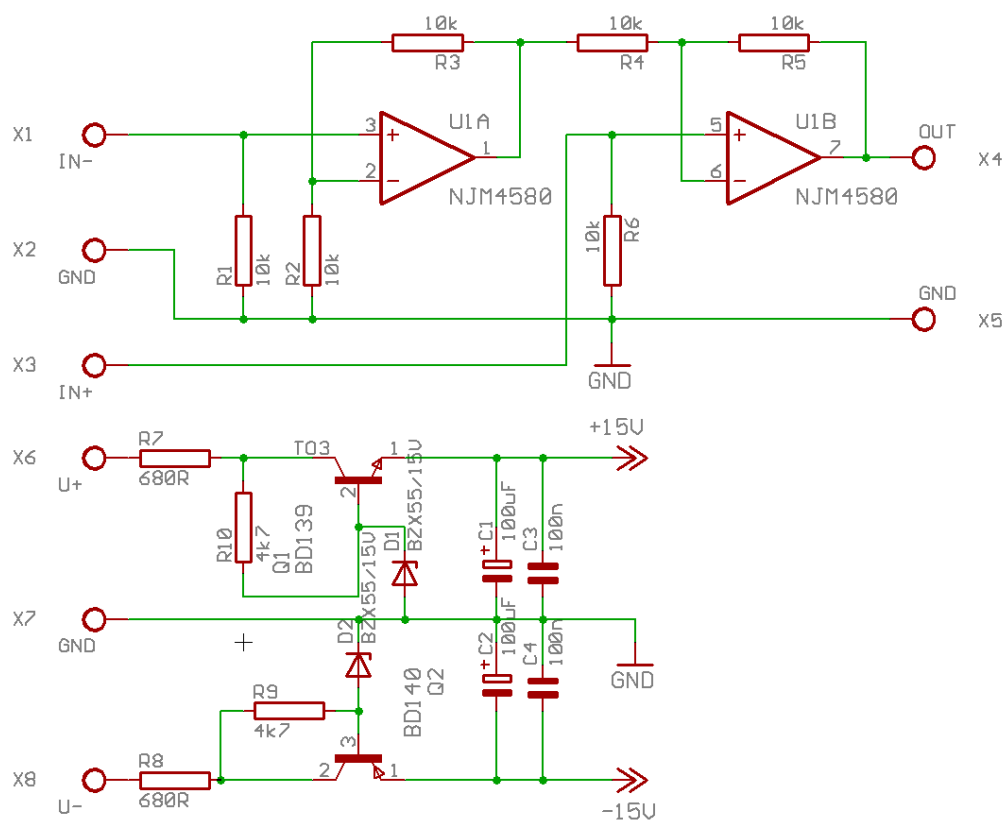 10k
R3
10k
R4
10k
R5
X1
IN-
3
+
2
−
1
U1A
NJM4580
5
+
6
−
7
U1B
NJM4580
OUT
X4
X2
GND
R1
10k
R2
10k
10k
R6
GND
X5
X3
IN+
GND
X6
U+
R7
680R
TO3
1
2
+15V
R10
4k7
Q1
BD139
D1
BZX55/15V
+
C1
100uF
C3
100n
X7
GND
D2
BZX55/15V
+
C2
100uF
C4
100n
GND
BD140
Q2
R9
4k7
3
X8
U-
R8
680R
2
1
-15V